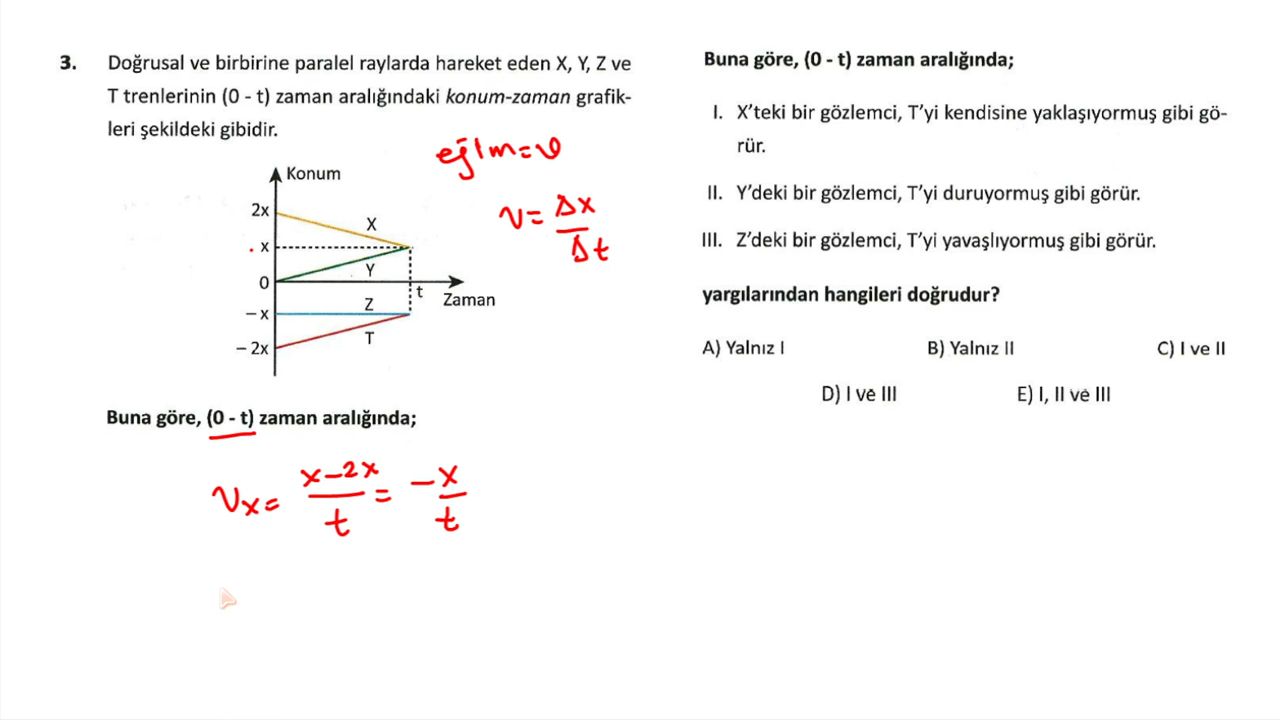 3. Doğrusal ve birbirine paralel raylarda hareket eden X, Y, Z ve
T trenlerinin (0 - t) zaman aralığındaki konum-zaman grafik-
leri şekildeki gibidir.
eğim=v
v= Δx
Δt
Konum
2x
X
x
Y
0
t
Zaman
Z
-x
T
- 2x
Buna göre, (0 - t) zaman aralığında;
vx= x-2x = -x
t t
Buna göre, (0 - t) zaman aralığında;
I. X'teki bir gözlemci, T'yi kendisine yaklaşıyormuş gibi gö-
rür.
II. Y'deki bir gözlemci, T'yi duruyormuş gibi görür.
III. Z'deki bir gözlemci, T'yi yavaşlıyormuş gibi görür.
yargılarından hangileri doğrudur?
A) Yalnız I B) Yalnız II C) I ve II
D) I ve III E) I, II ve III